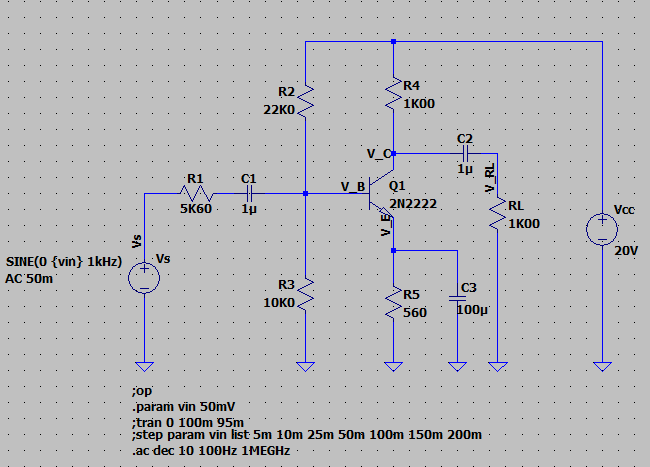 R2
22K0
R4
1K00
V_C
C2
1µ
V_RL
R1
5K60
C1
1µ
V_B
Q1
2N2222
V_E
RL
1K00
Vcc
20V
Vs
SINE(0 {vin} 1kHz)
AC 50m
Vs
R3
10K0
R5
560
C3
100µ
;op
.param vin 50mV
;tran 0 100m 95m
;step param vin list 5m 10m 25m 50m 100m 150m 200m
.ac dec 10 100Hz 1MEGHz